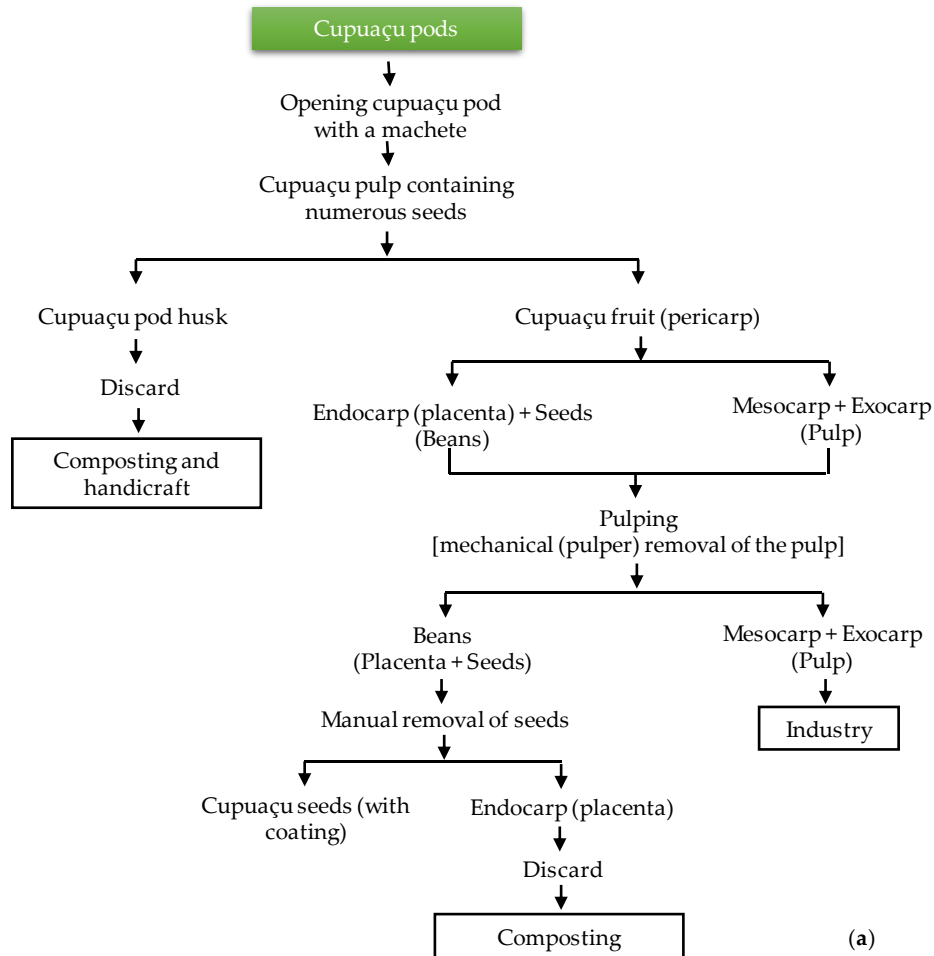 Cupuaçu pods
Opening cupuaçu pod
with a machete
Cupuaçu pulp containing
numerous seeds
Cupuaçu pod husk
Cupuaçu fruit (pericarp)
Discard
Endocarp (placenta) + Seeds
(Beans)
Mesocarp + Exocarp
(Pulp)
Composting and
handicraft
Pulping
[mechanical (pulper) removal of the pulp]
Beans
(Placenta + Seeds)
Mesocarp + Exocarp
(Pulp)
Manual removal of seeds
Industry
Cupuaçu seeds (with
coating)
Endocarp (placenta)
Discard
Composting
(a)